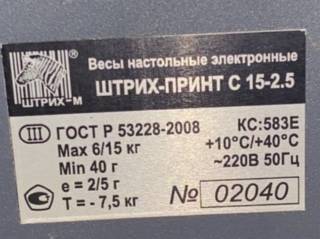 Весы настольные электронные
ШТРИХ-ПРИНТ С 15-2.5
ШТРИХ-М
III ГОСТ Р 53228-2008 КС:583Е
Max 6/15 кг +10°С/+40°С
Min 40 г ~220В 50Гц
e = 2/5 г
T = - 7,5 кг № 02040